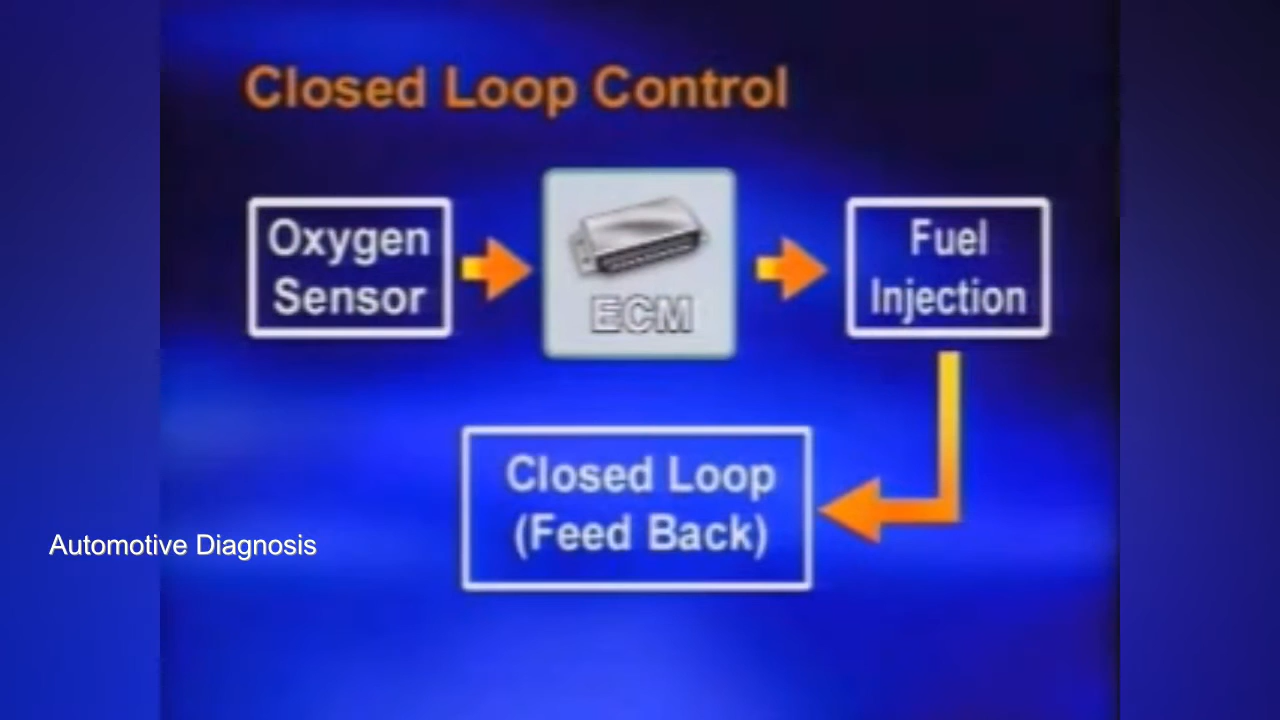 Closed Loop Control
Oxygen
Sensor
ECM
Fuel
Injection
Closed Loop
(Feed Back)
Automotive Diagnosis